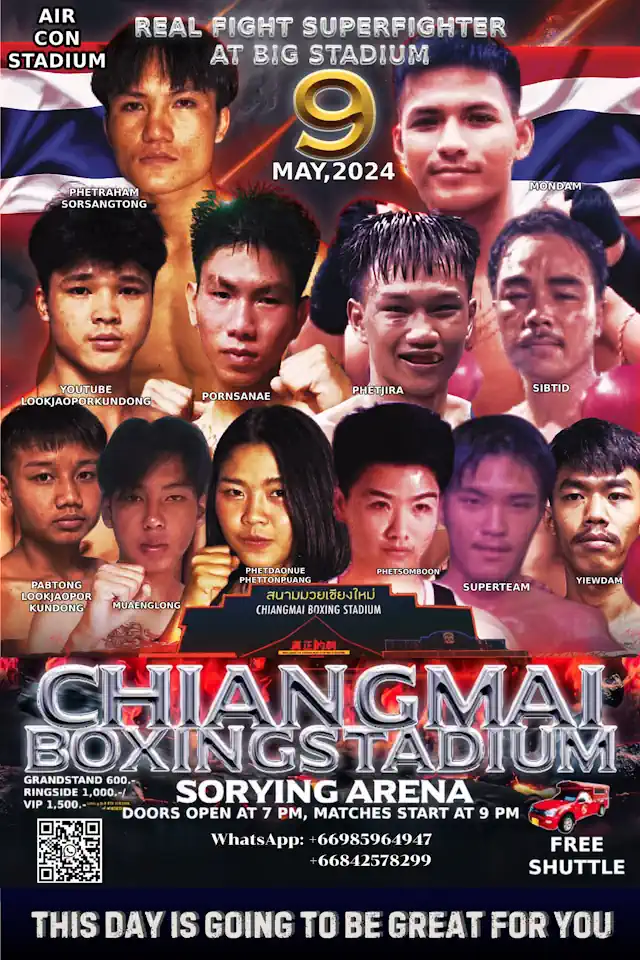 AIR
CON
STADIUM
REAL FIGHT SUPERFIGHTER
AT BIG STADIUM
9
MAY,2024
PHETRAHAM
SORSANGTONG
MONDAM
YOUTUBE
LOOKJAOPORKUNDONG
PORNSANAE
PHETJIRA
SIBTID
PABTONG
LOOKJAOPOR
KUNDONG
MUAENGLONG
PHETDAONUE
PHETTONPUANG
PHETSOMBOON
SUPERTEAM
YIEWDAM
สนามมวยเชียงใหม่
CHIANGMAI BOXING STADIUM
CHIANGMAI
BOXINGSTADIUM
GRANDSTAND 600.-
RINGSIDE 1,000.-/
VIP 1,500.-
SORYING ARENA
DOORS OPEN AT 7 PM, MATCHES START AT 9 PM
WhatsApp: +66985964947
+66842578299
FREE
SHUTTLE
THIS DAY IS GOING TO BE GREAT FOR YOU